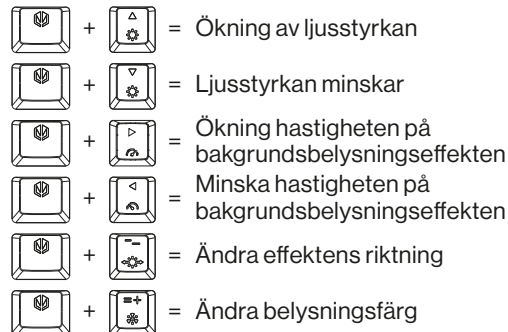 + = Ökning av ljusstyrkan
+ = Ljusstyrkan minskar
+ = Ökning hastigheten på
bakgrundsbelysningseffekten
+ = Minska hastigheten på
bakgrundsbelysningseffekten
+ = Ändra effektens riktning
+ =+ = Ändra belysningsfärg